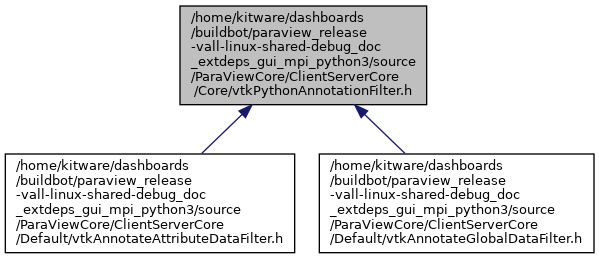 /home/kitware/dashboards
/buildbot/paraview_release
-vall-linux-shared-debug_doc
_extdeps_gui_mpi_python3/source
/ParaViewCore/ClientServerCore
/Core/vtkPythonAnnotationFilter.h
/home/kitware/dashboards
/buildbot/paraview_release
-vall-linux-shared-debug_doc
_extdeps_gui_mpi_python3/source
/ParaViewCore/ClientServerCore
/Default/vtkAnnotateAttributeDataFilter.h
/home/kitware/dashboards
/buildbot/paraview_release
-vall-linux-shared-debug_doc
_extdeps_gui_mpi_python3/source
/ParaViewCore/ClientServerCore
/Default/vtkAnnotateGlobalDataFilter.h